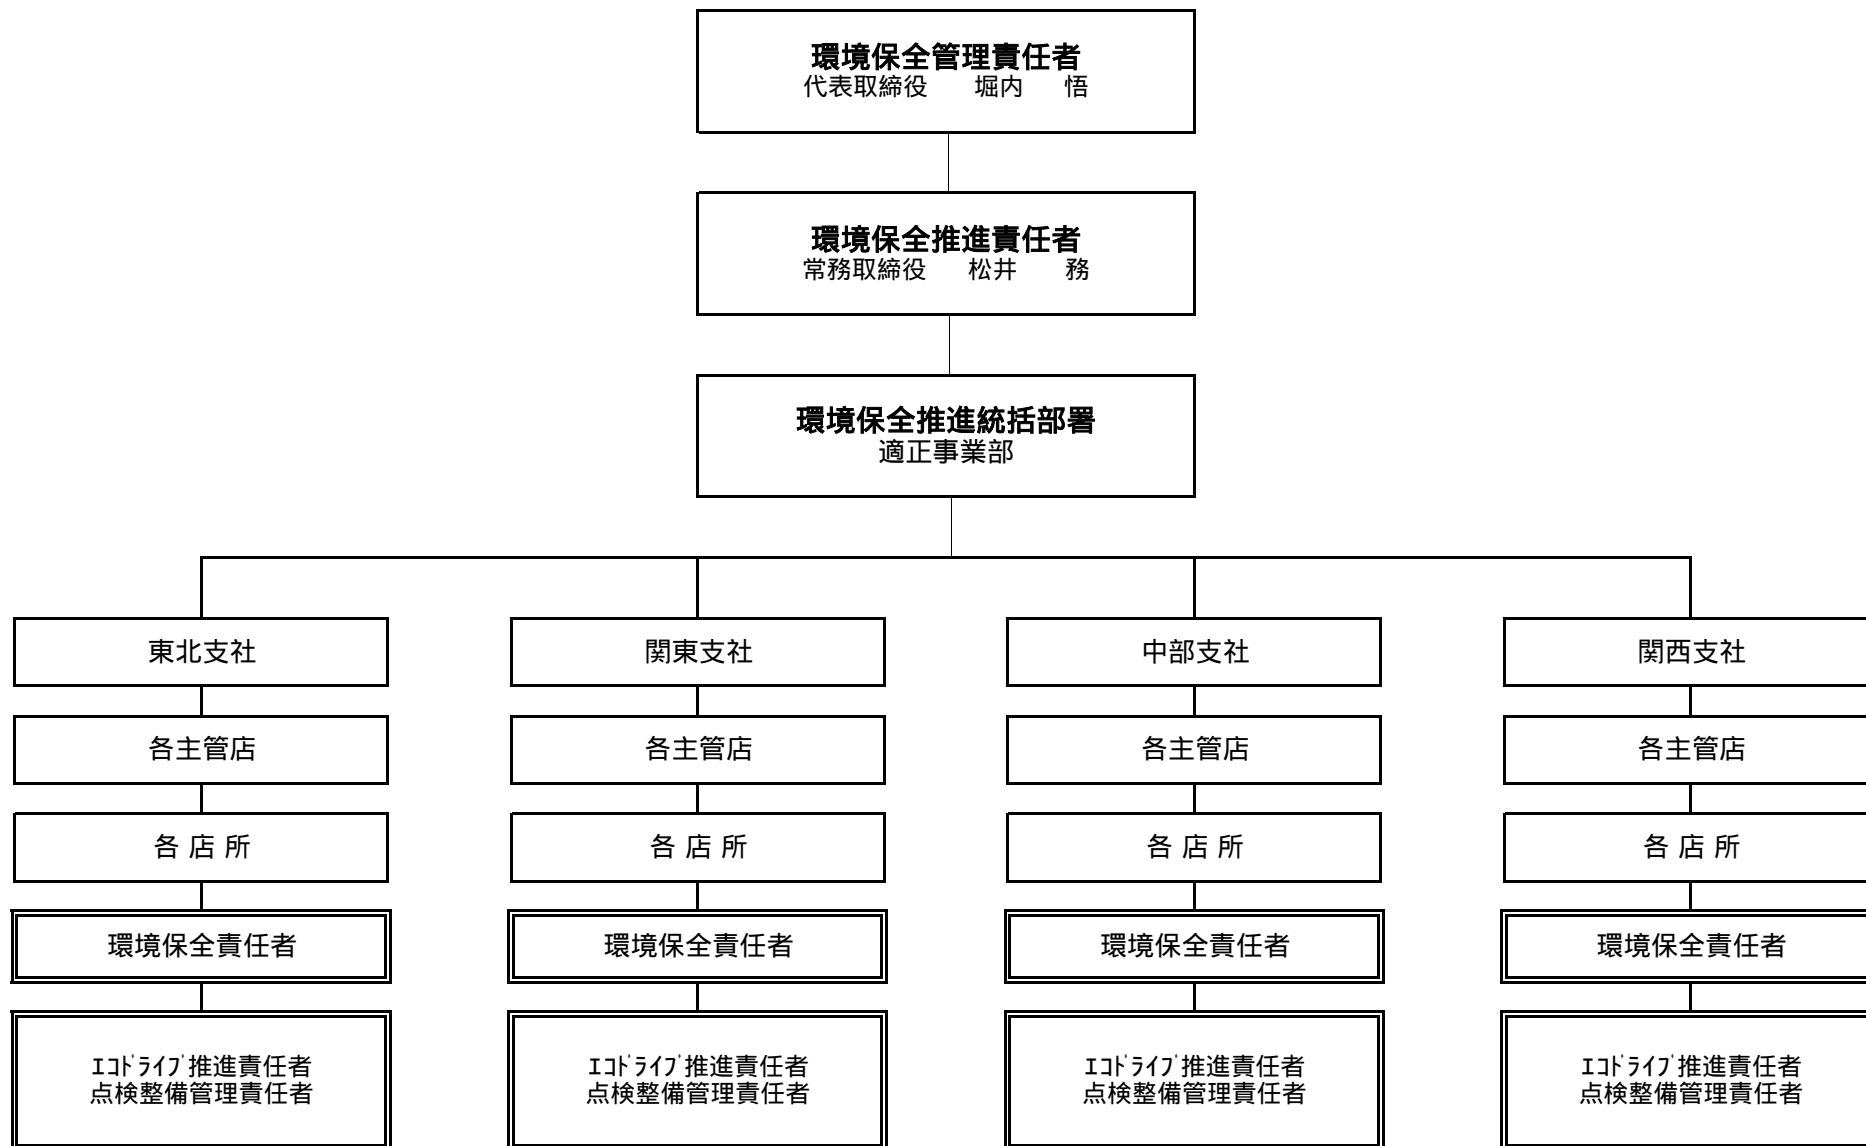 環境保全管理責任者
代表取締役 堀内 悟
環境保全推進責任者
常務取締役 松井 務
環境保全推進統括部署
適正事業部
東北支社 関東支社 中部支社 関西支社
各主管店 各主管店 各主管店 各主管店
各 店 所 各 店 所 各 店 所 各 店 所
環境保全責任者 環境保全責任者 環境保全責任者 環境保全責任者
ｴｺﾄﾞﾗｲﾌﾞ推進責任者 ｴｺﾄﾞﾗｲﾌﾞ推進責任者 ｴｺﾄﾞﾗｲﾌﾞ推進責任者 ｴｺﾄﾞﾗｲﾌﾞ推進責任者
点検整備管理責任者 点検整備管理責任者 点検整備管理責任者 点検整備管理責任者